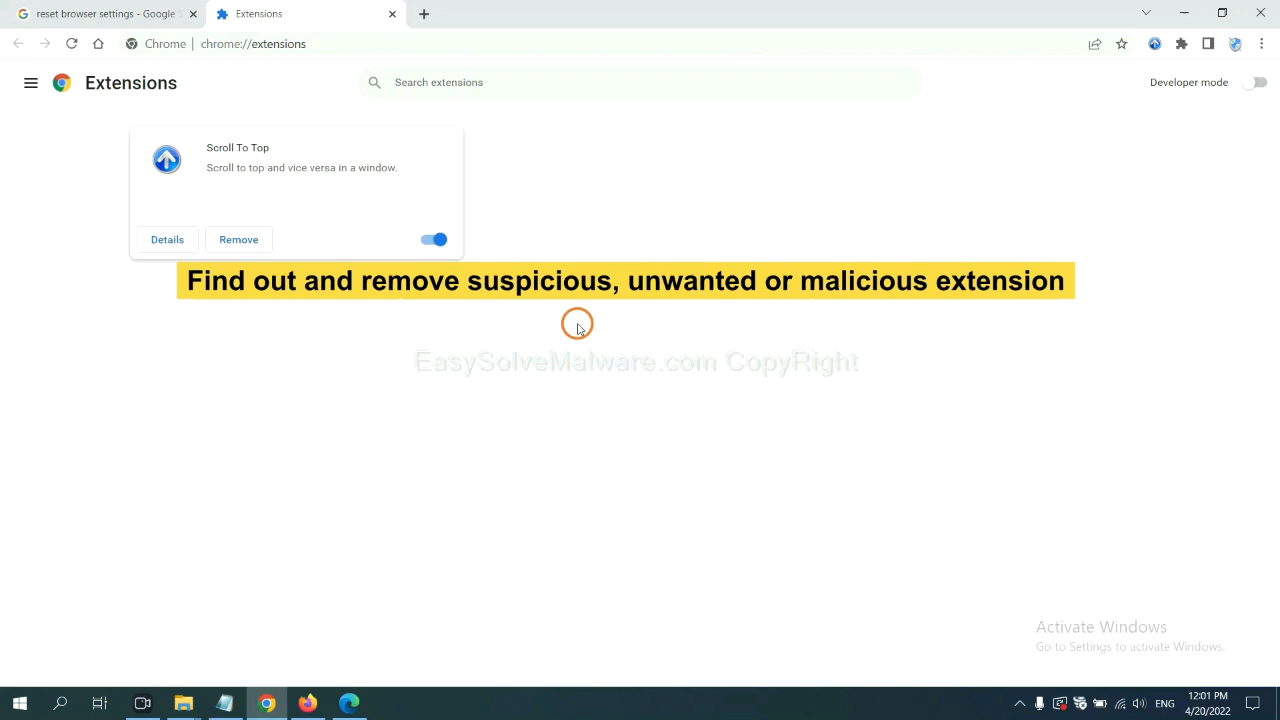 reset browser settings - Google S
Extensions
Chrome
chrome://extensions
Extensions
Search extensions
Developer mode
Scroll To Top
Scroll to top and vice versa in a window.
Details
Remove
Find out and remove suspicious, unwanted or malicious extension
EasySolveMalware.com CopyRight
Activate Windows
Go to Settings to activate Windows.
ENG
12:01 PM
4/20/2022